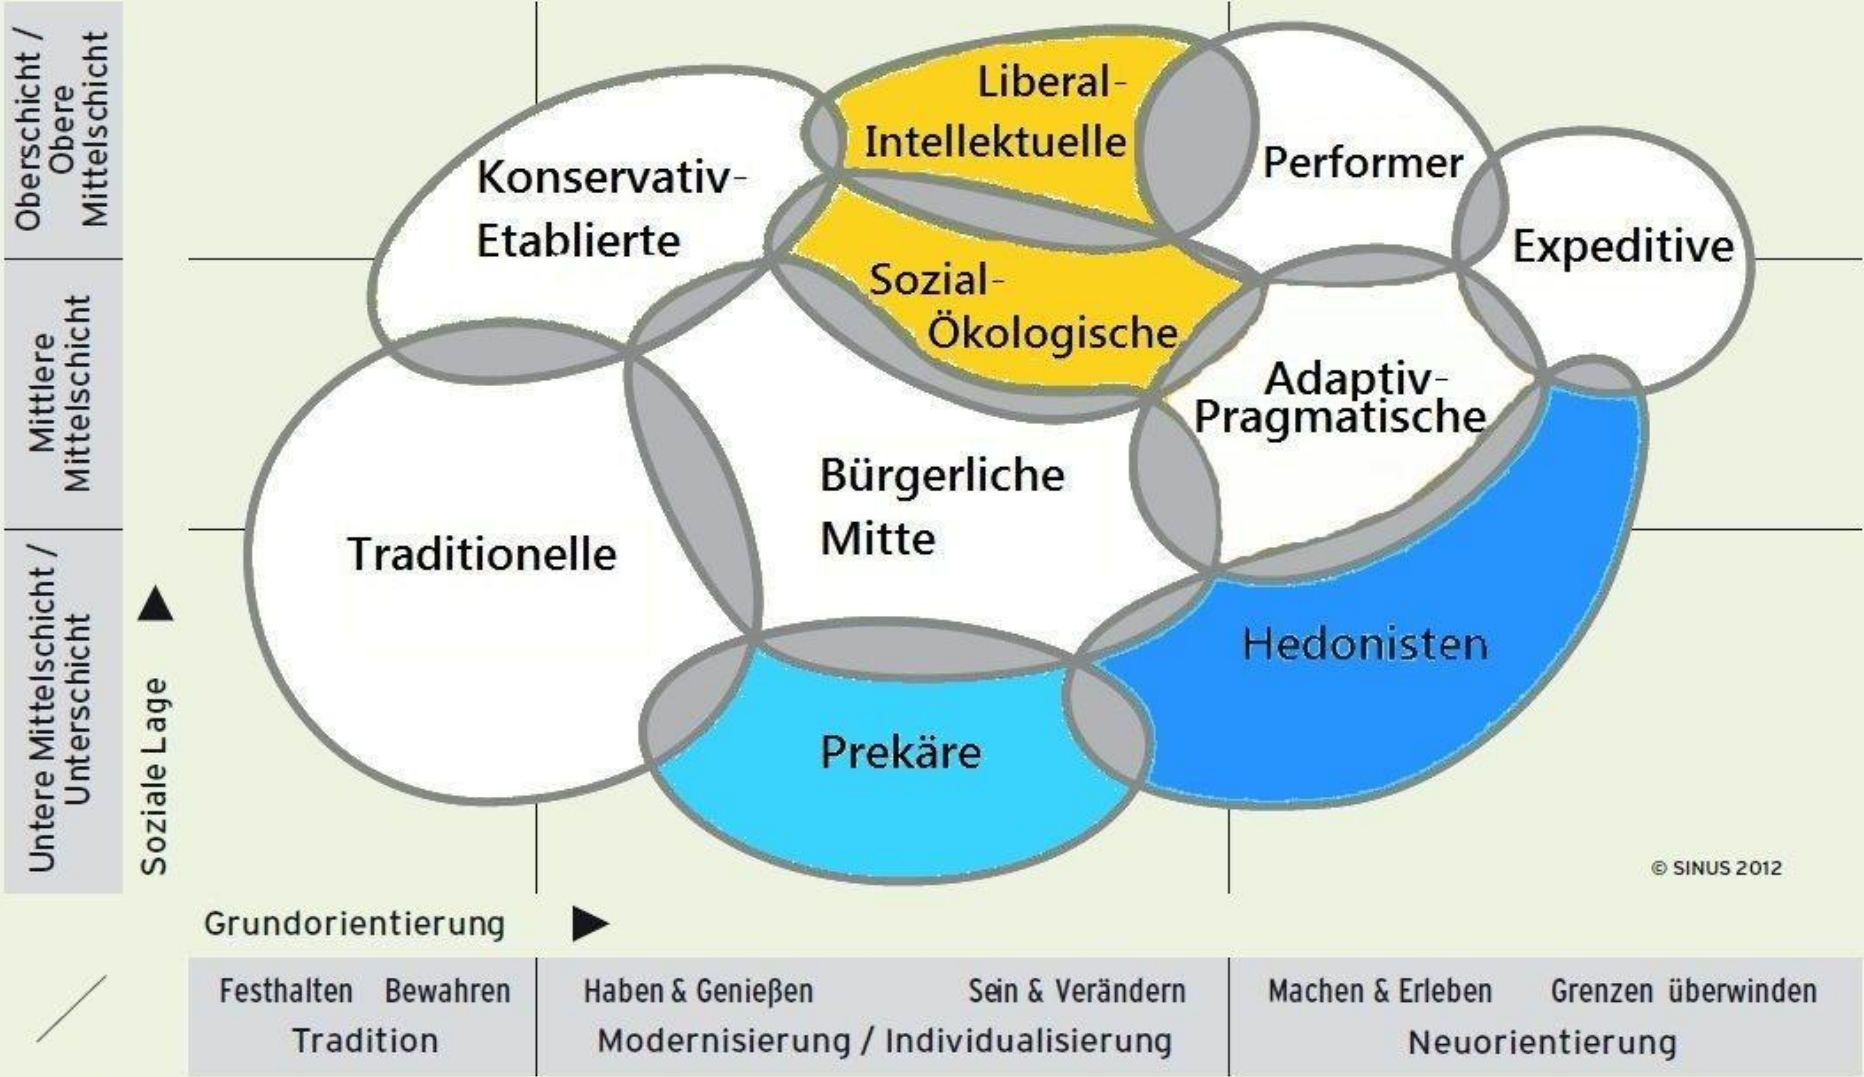 Oberschicht /
Obere
Mittelschicht
Mittlere
Mittelschicht
Untere Mittelschicht /
Unterschicht
Soziale Lage
Liberal-
Intellektuelle
Performer
Konservativ-
Etablierte
Expeditive
Sozial-
Ökologische
Adaptiv-
Pragmatische
Bürgerliche
Mitte
Traditionelle
Hedonisten
Prekäre
© SINUS 2012
Grundorientierung
Festhalten Bewahren
Tradition
Haben & Genießen Sein & Verändern
Modernisierung / Individualisierung
Machen & Erleben Grenzen überwinden
Neuorientierung